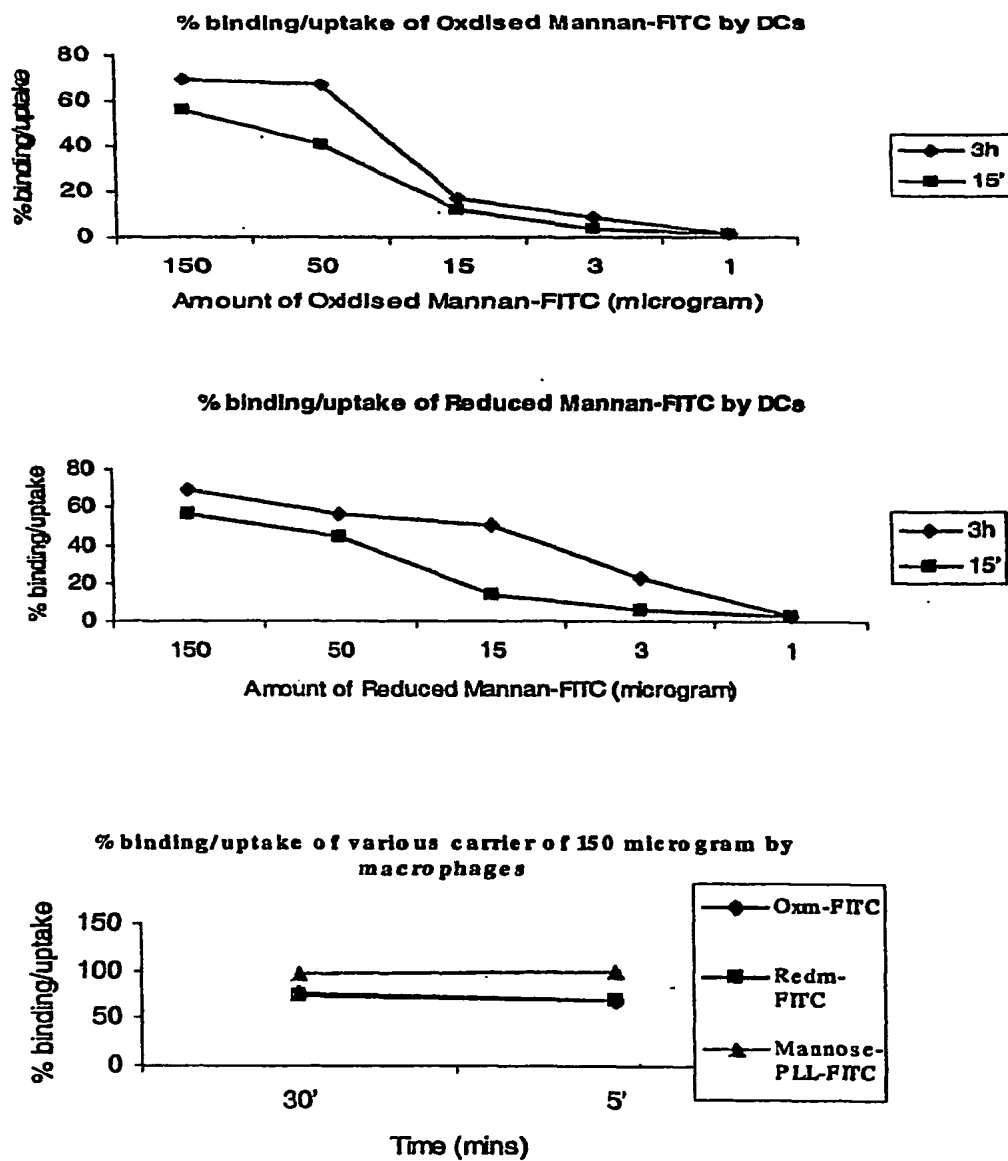 % binding/uptake of Oxdised Mannan-FITC by DCs
80
60
40
20
0
%binding/uptake
3h
15'
150 50 15 3 1
Amount of Oxidised Mannan-FITC (microgram)
% binding/uptake of Reduced Mannan-FITC by DCs
80
60
40
20
0
% binding/uptake
3h
15'
150 50 15 3 1
Amount of Reduced Mannan-FITC (microgram)
% binding/uptake of various carrier of 150 microgram by
macrophages
150
100
50
0
% binding/uptake
Oxm-FITC
Redm-
FITC
Mannose-
PLL-FITC
30' 5'
Time (mins)